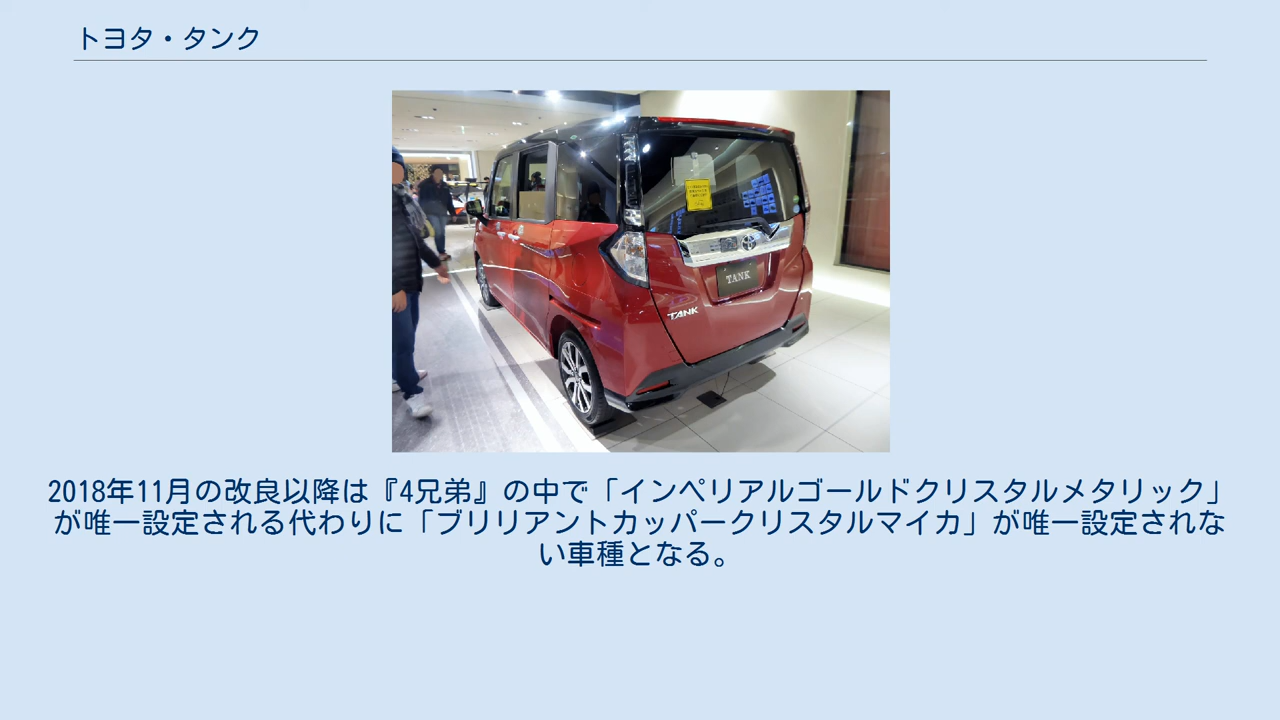 トヨタ・タンク
TANK
TANK
2018年11月の改良以降は『4兄弟』の中で「インペリアルゴールドクリスタルメタリック」
が唯一設定される代わりに「ブリリアントカッパークリスタルマイカ」が唯一設定されな
い車種となる。